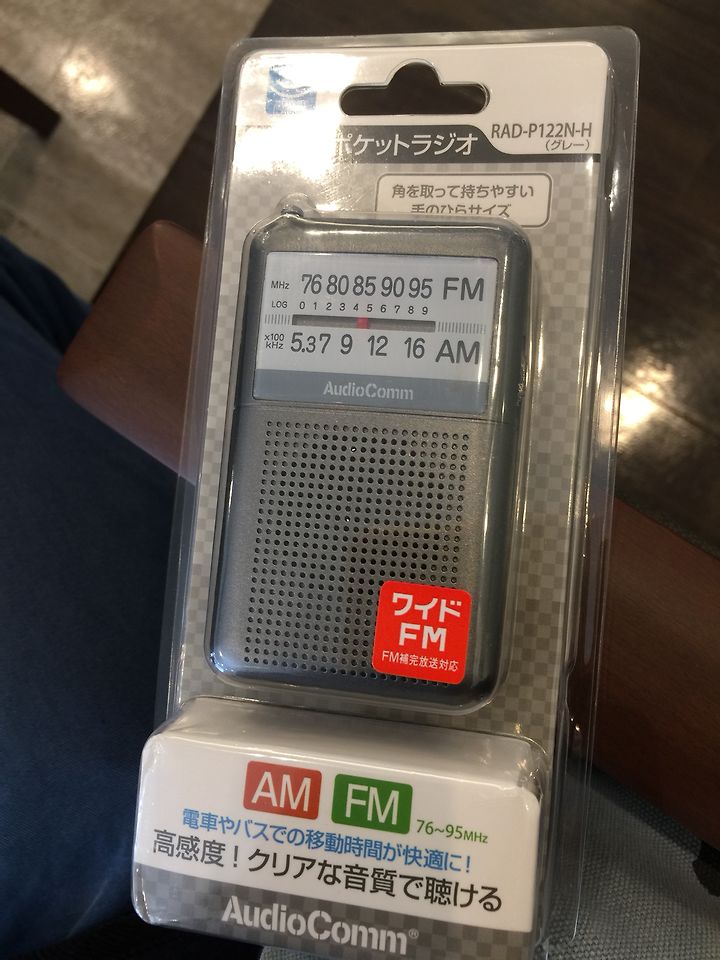 ポケットラジオ
RAD-P122N-H
(グレー)
角を取って持ちやすい
手のひらサイズ
MHz 76 80 85 90 95 FM
LOG 0 1 2 3 4 5 6 7 8 9
x100 kHz 5.3 7 9 12 16 AM
AudioComm
ワイド
FM
FM補完放送対応
AM FM 76~95MHz
電車やバスでの移動時間が快適に!
高感度!クリアな音質で聴ける
AudioComm®